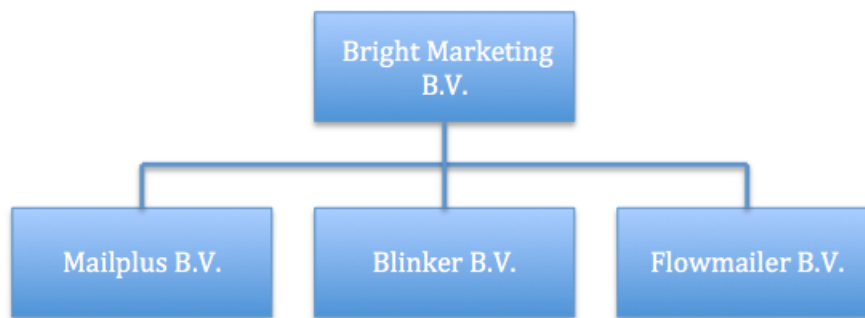 Bright Marketing
B.V.
Mailplus B.V.
Blinker B.V.
Flowmailer B.V.